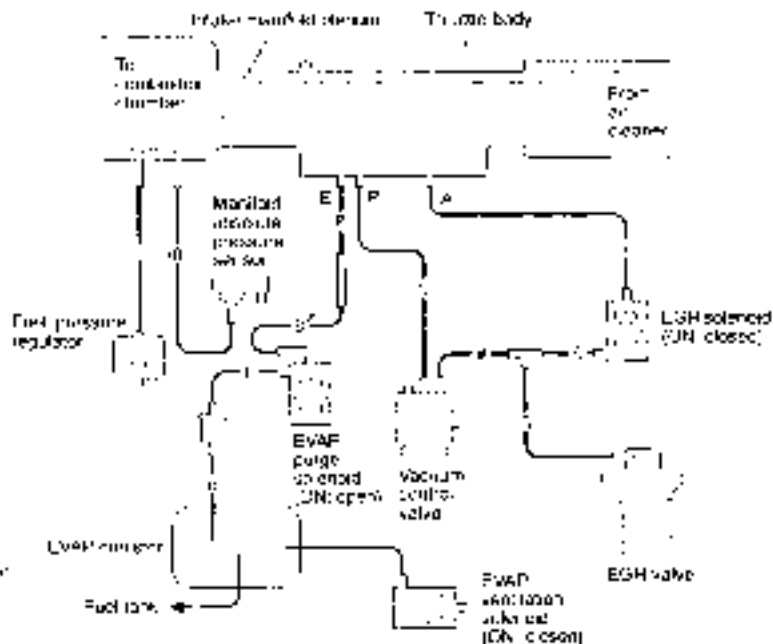 Intake manifold plenum
Throttle body
To
combustion
chamber
From
air
cleaner
E
P
A
Manifold
absolute
pressure
sensor
Fuel pressure
regulator
EGR solenoid
(ON: closed)
EVAP
purge
solenoid
(ON: open)
Vacuum
control
valve
EVAP canister
EGR valve
Fuel tank
EVAP
ventilation
solenoid
(ON: closed)